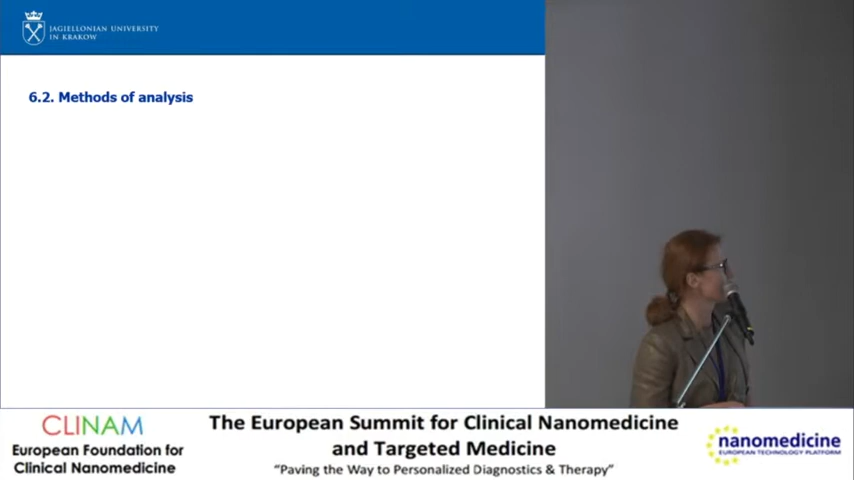 JAGIELLONIAN UNIVERSITY
IN KRAKOW
6.2. Methods of analysis
CLINAM
European Foundation for
Clinical Nanomedicine
The European Summit for Clinical Nanomedicine
and Targeted Medicine
“Paving the Way to Personalized Diagnostics & Therapy”
nanomedicine
EUROPEAN TECHNOLOGY PLATFORM